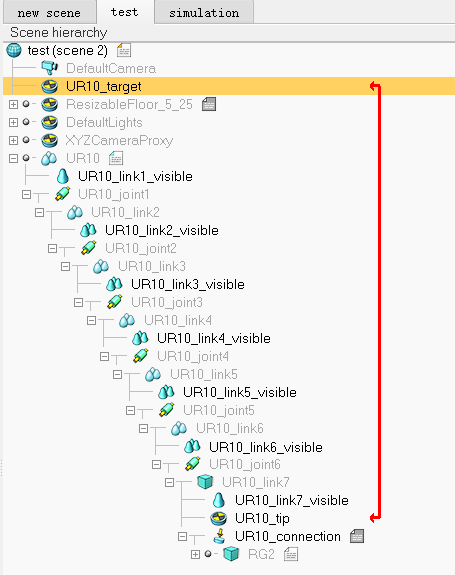 new scene test simulation
Scene hierarchy
test (scene 2)
DefaultCamera
UR10_target
ResizableFloor_5_25
DefaultLights
XYZCameraProxy
UR10
UR10_link1_visible
UR10_joint1
UR10_link2
UR10_link2_visible
UR10_joint2
UR10_link3
UR10_link3_visible
UR10_joint3
UR10_link4
UR10_link4_visible
UR10_joint4
UR10_link5
UR10_link5_visible
UR10_joint5
UR10_link6
UR10_link6_visible
UR10_joint6
UR10_link7
UR10_link7_visible
UR10_tip
UR10_connection
RG2